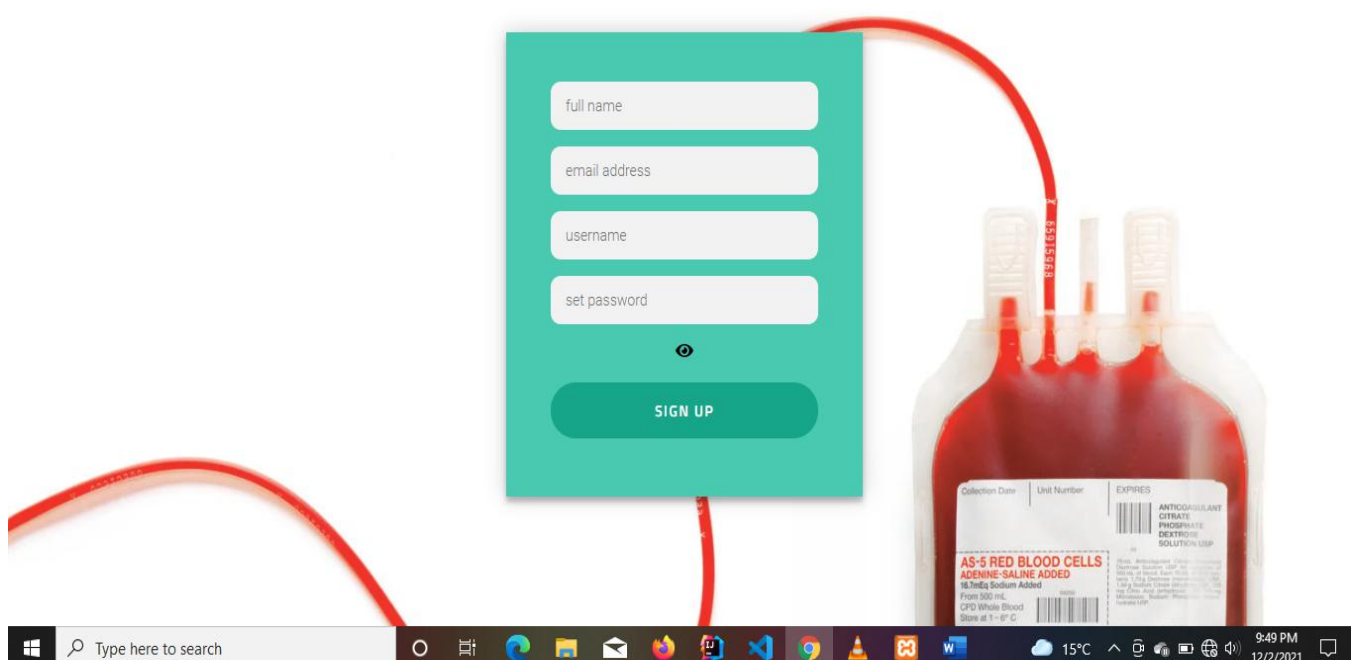 full name
email address
username
set password
SIGN UP
65915968
Collection Date
Unit Number
EXPIRES
ANTICOAGULANT
CITRATE
PHOSPHATE
DEXTROSE
SOLUTION USP
AS-5 RED BLOOD CELLS
ADENINE-SALINE ADDED
16.7mEq Sodium Added
From 500 mL
CPD Whole Blood
Store at 1-6° C
Type here to search
15°C
9:49 PM
12/2/2021